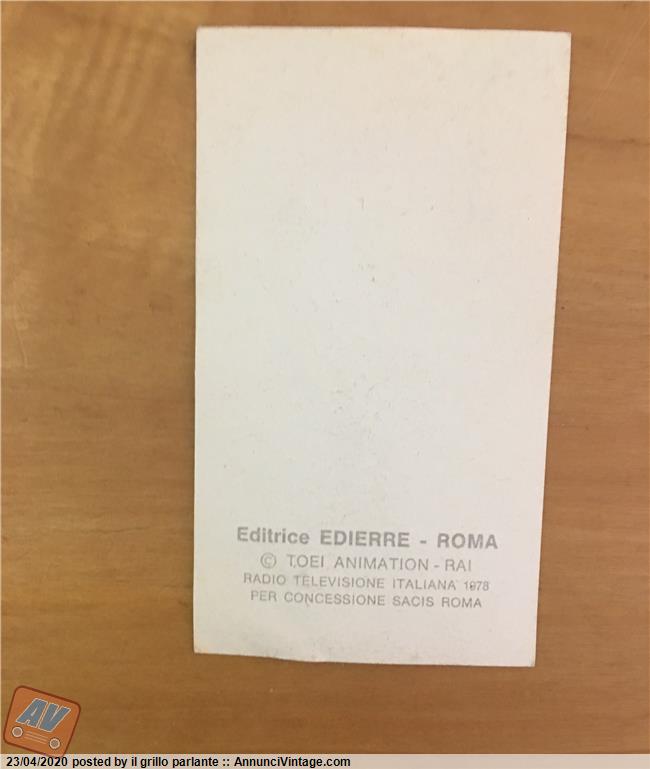 Editrice EDIERRE - ROMA
© TOEI ANIMATION - RAI
RADIO TELEVISIONE ITALIANA 1978
PER CONCESSIONE SACIS ROMA
AV
23/04/2020 posted by il grillo parlante :: AnnunciVintage.com